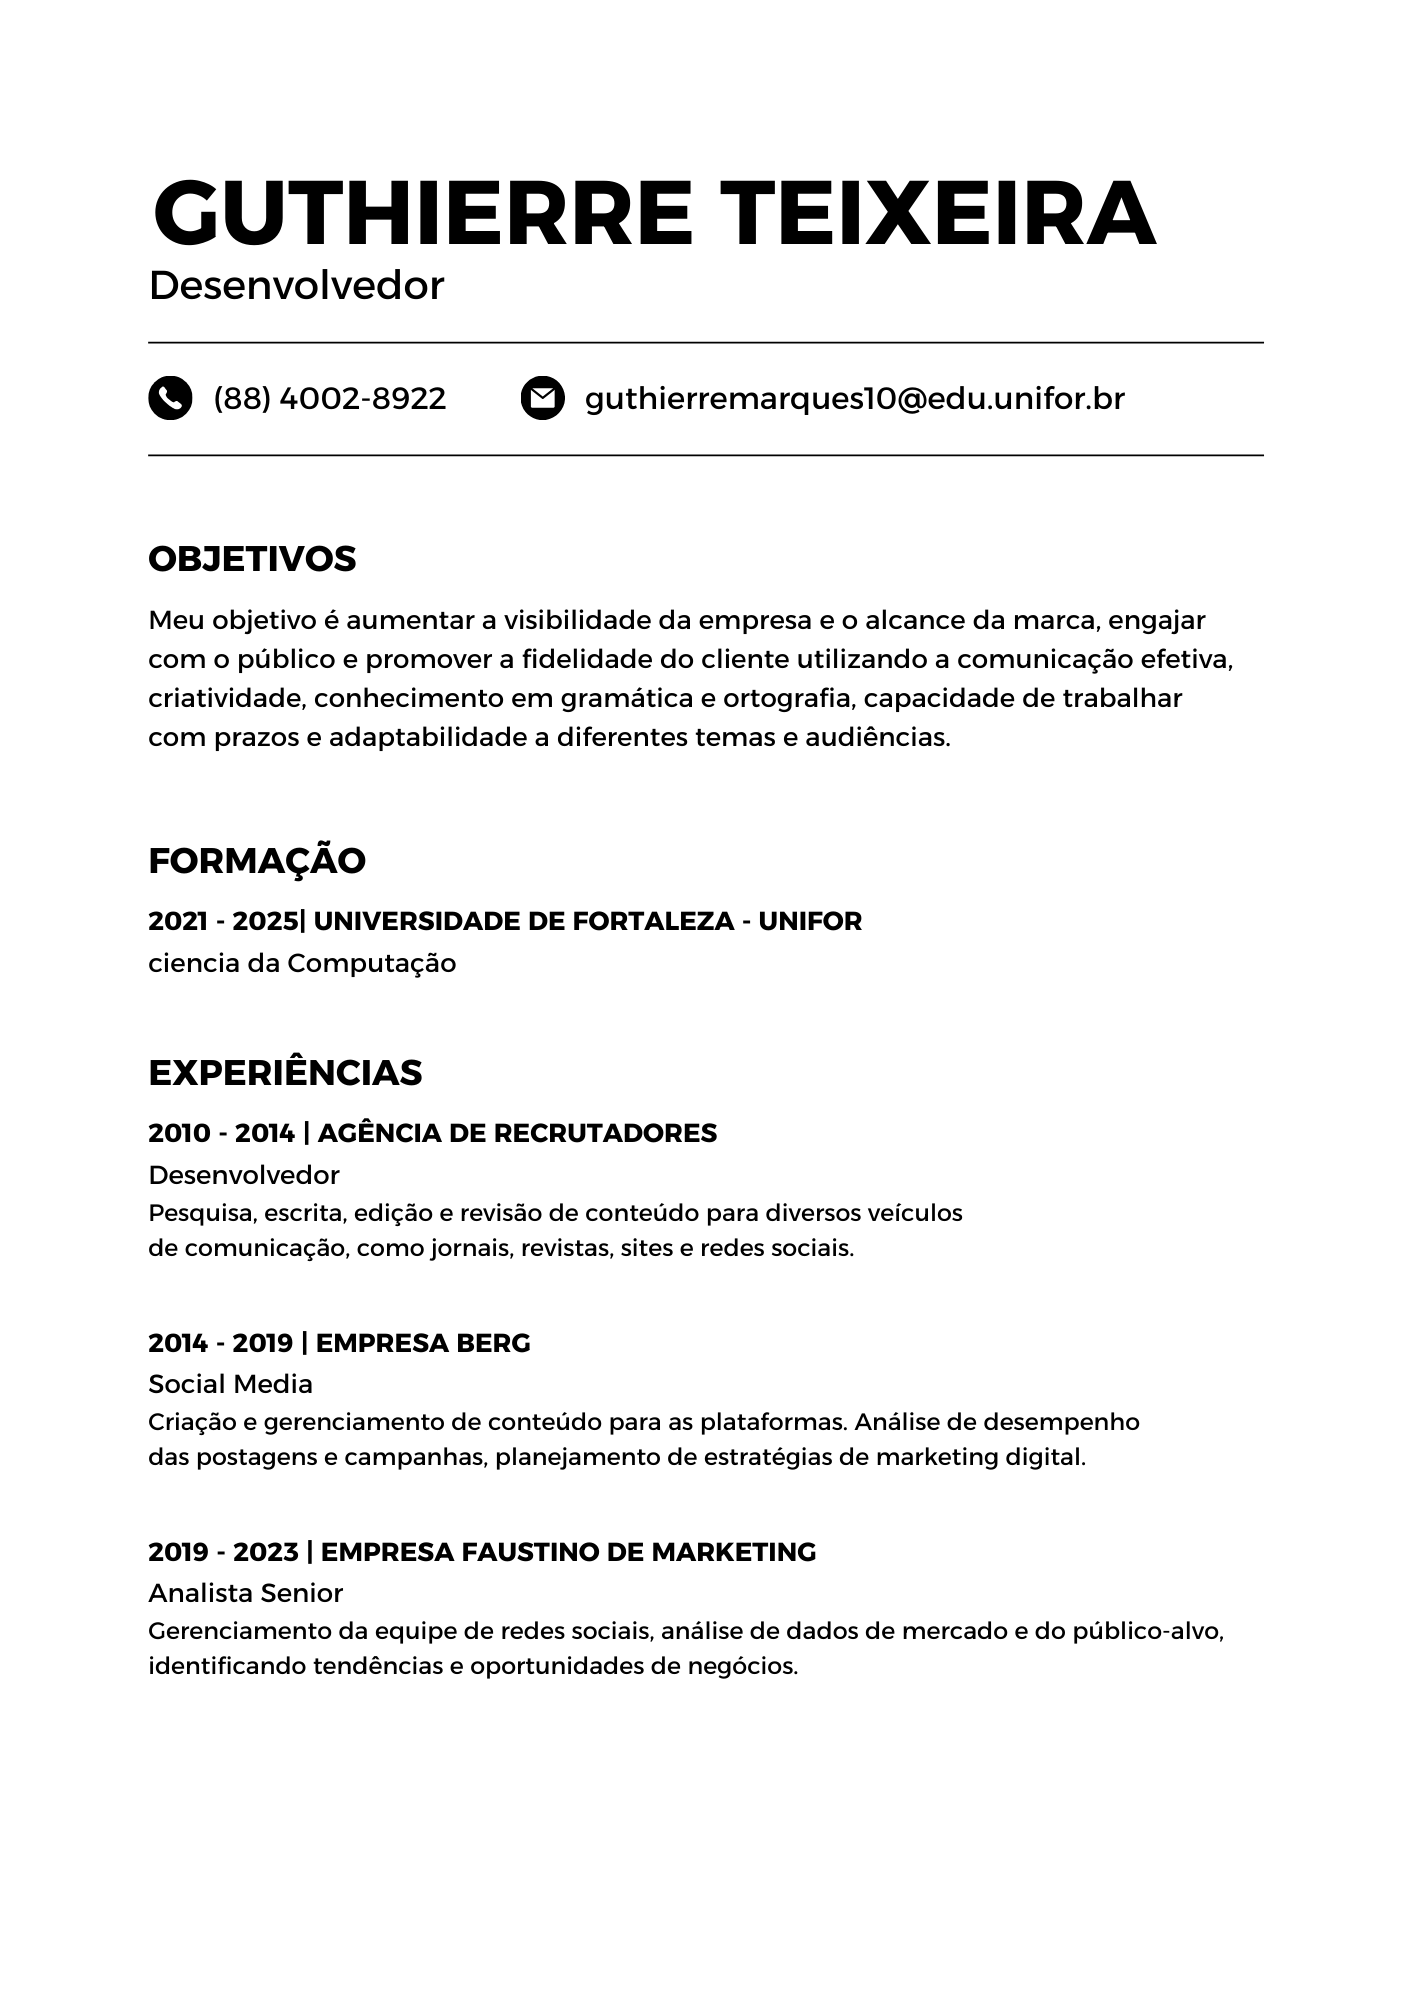 GUTHIERRE TEIXEIRA
Desenvolvedor
(88) 4002-8922
guthierremarques10@edu.unifor.br
OBJETIVOS
Meu objetivo é aumentar a visibilidade da empresa e o alcance da marca, engajar
com o público e promover a fidelidade do cliente utilizando a comunicação efetiva,
criatividade, conhecimento em gramática e ortografia, capacidade de trabalhar
com prazos e adaptabilidade a diferentes temas e audiências.
FORMAÇÃO
2021 - 2025| UNIVERSIDADE DE FORTALEZA - UNIFOR
ciencia da Computação
EXPERIÊNCIAS
2010 - 2014 | AGÊNCIA DE RECRUTADORES
Desenvolvedor
Pesquisa, escrita, edição e revisão de conteúdo para diversos veículos
de comunicação, como jornais, revistas, sites e redes sociais.
2014 - 2019 | EMPRESA BERG
Social Media
Criação e gerenciamento de conteúdo para as plataformas. Análise de desempenho
das postagens e campanhas, planejamento de estratégias de marketing digital.
2019 - 2023 | EMPRESA FAUSTINO DE MARKETING
Analista Senior
Gerenciamento da equipe de redes sociais, análise de dados de mercado e do público-alvo,
identificando tendências e oportunidades de negócios.